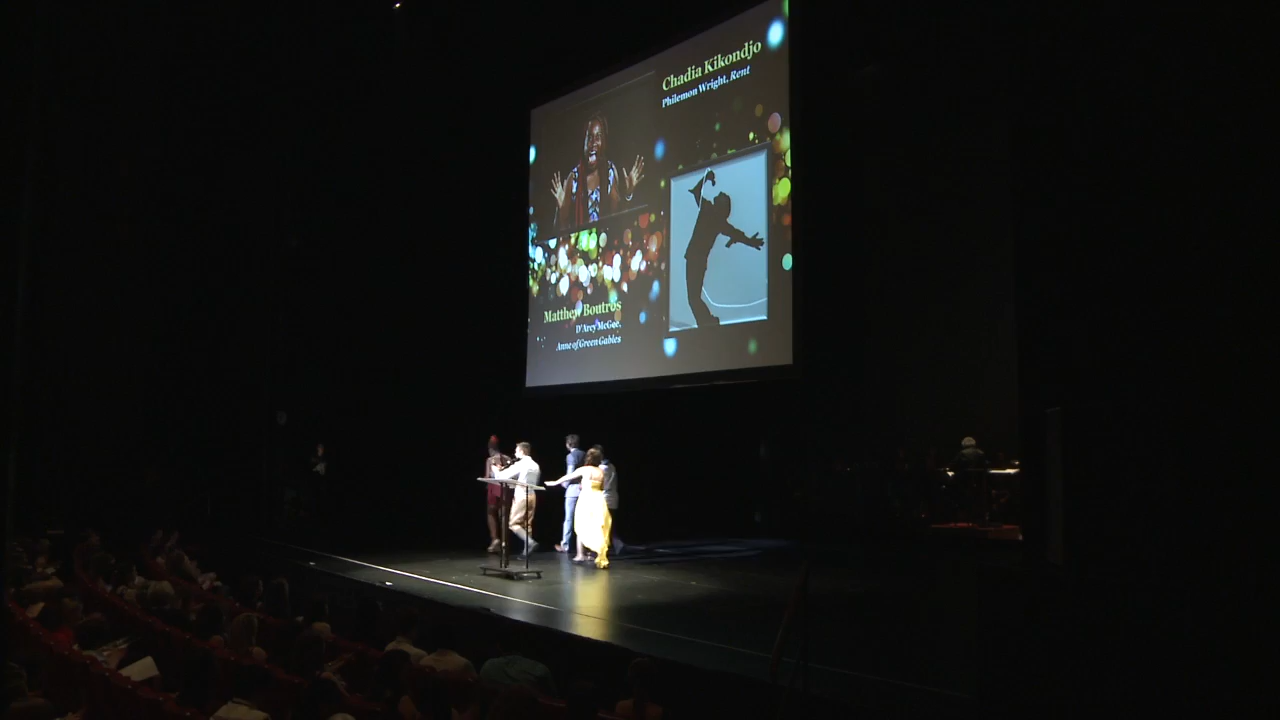 Chadia Kikondjo
Philemon Wright, Rent
Matthew Boutros
D'Arcy McGee,
Anne of Green Gables